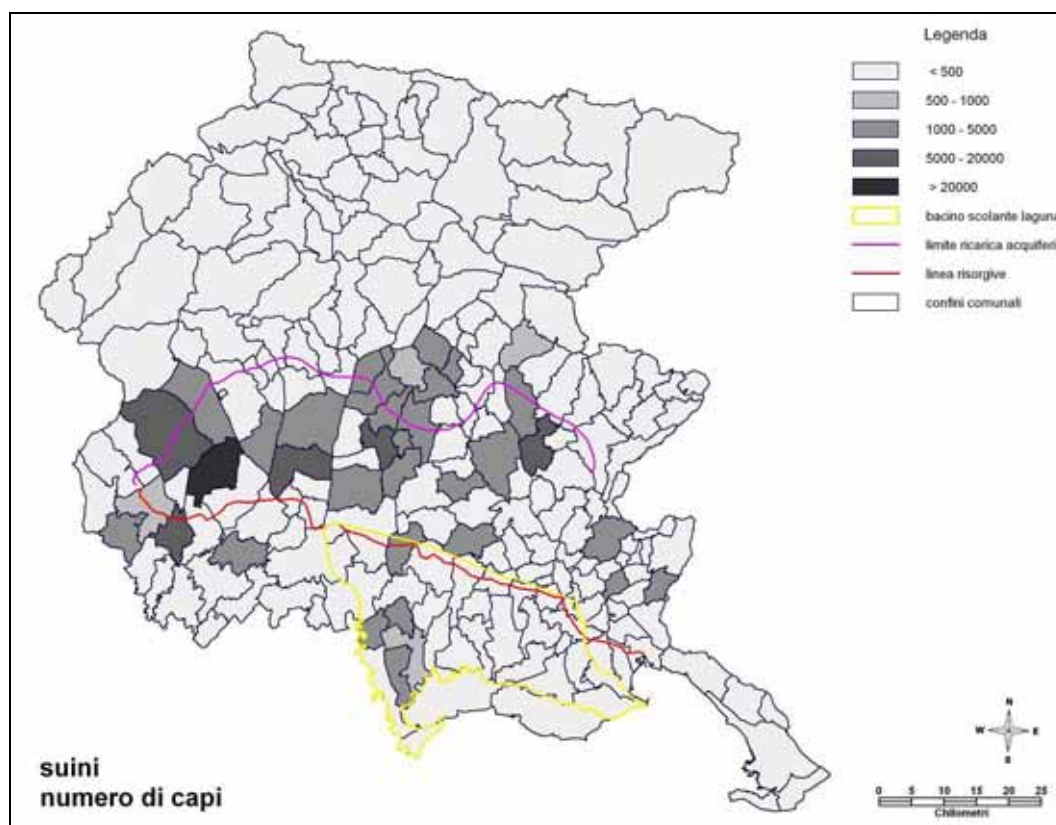 Legenda
< 500
500 - 1000
1000 - 5000
5000 - 20000
> 20000
bacino scolante laguna
limite ricarica acquiferi
linea risorgive
confini comunali
N
W E
S
suini
numero di capi
0 5 10 15 20 25
Chilometri